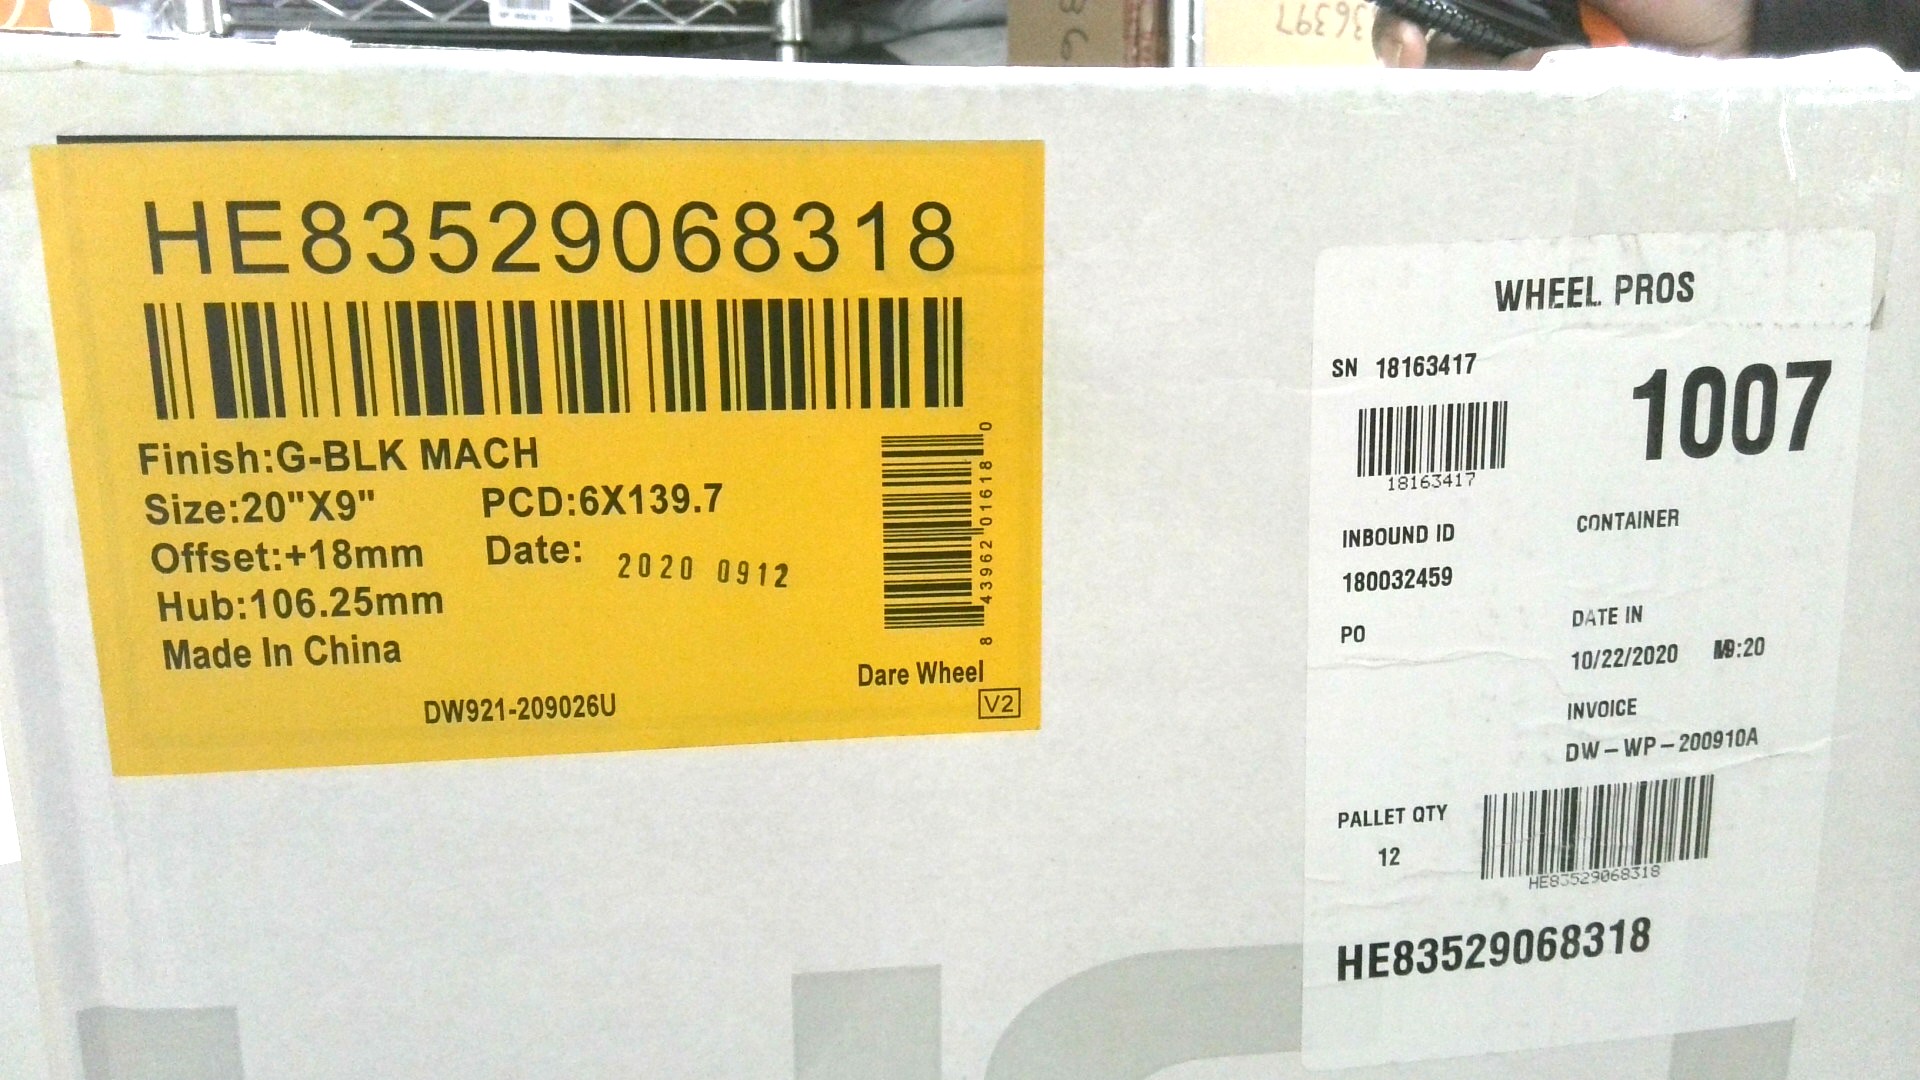 36397
HE83529068318
Finish:G-BLK MACH
Size:20"X9" PCD:6X139.7
Offset:+18mm Date: 2020 0912
Hub:106.25mm
Made In China
8 43962 01618 0
Dare Wheel
DW921-209026U
V2
WHEEL PROS
SN 18163417
1007
18163417
INBOUND ID
180032459
CONTAINER
PO
DATE IN
10/22/2020
INVOICE
DW-WP-200910A
PALLET QTY
12
HE83529068318
HE83529068318